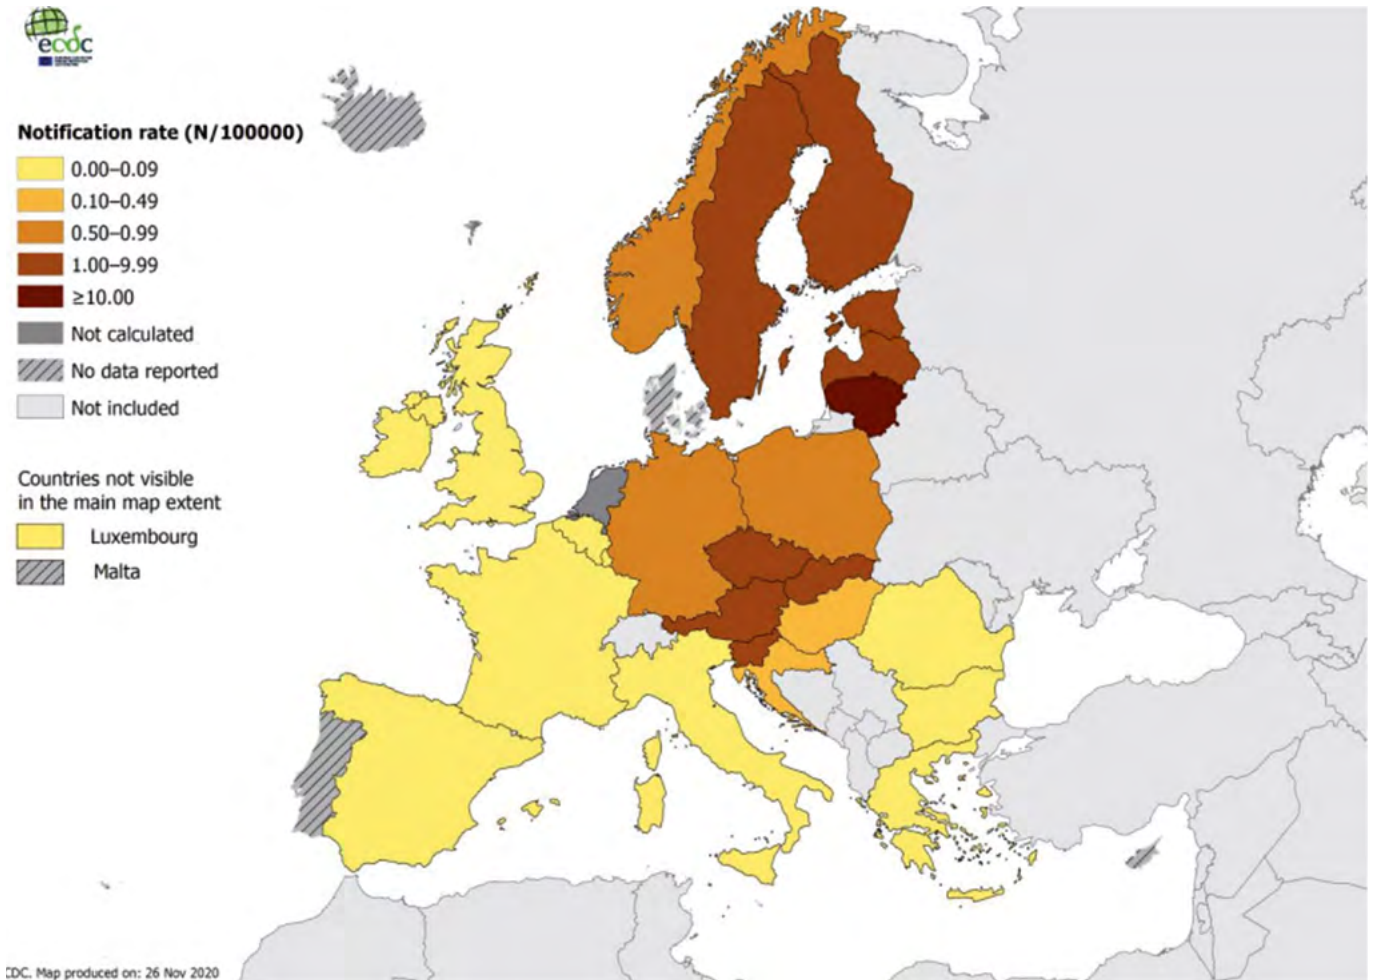 ecdc
Notification rate (N/100000)
0.00–0.09
0.10–0.49
0.50–0.99
1.00–9.99
≥10.00
Not calculated
No data reported
Not included
Countries not visible
in the main map extent
Luxembourg
Malta
CDC. Map produced on: 26 Nov 2020